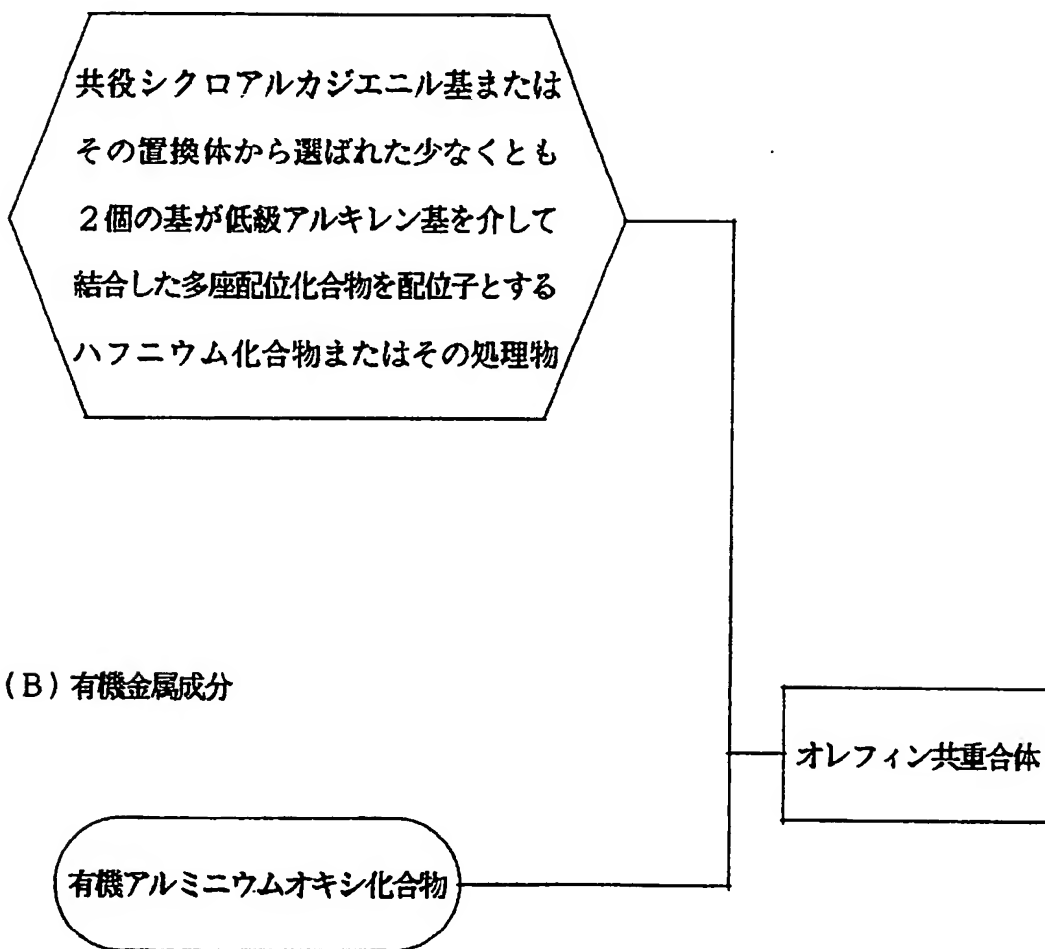 共役シクロアルカジエニル基または
その置換体から選ばれた少なくとも
2個の基が低級アルキレン基を介して
結合した多座配位化合物を配位子とする
ハフニウム化合物またはその処理物
(B) 有機金属成分
オレフィン共重合体
有機アルミニウムオキシ化合物